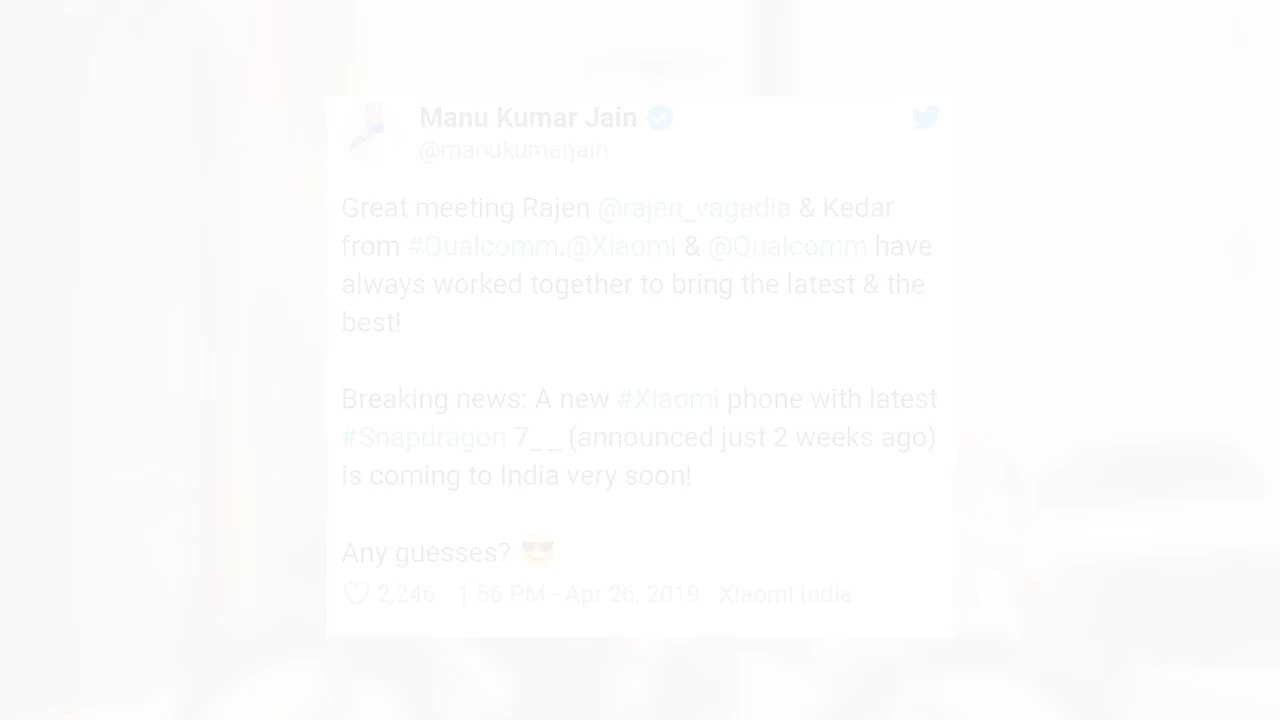 Manu Kumar Jain
@manukumarjain
Great meeting Rajen @rajen_vagadia & Kedar
from #Qualcomm.@Xiaomi & @Qualcomm have
always worked together to bring the latest & the
best!
Breaking news: A new #Xiaomi phone with latest
#Snapdragon 7_ _ (announced just 2 weeks ago)
is coming to India very soon!
Any guesses? 😎
2,246 1:56 PM - Apr 26, 2019 Xiaomi India